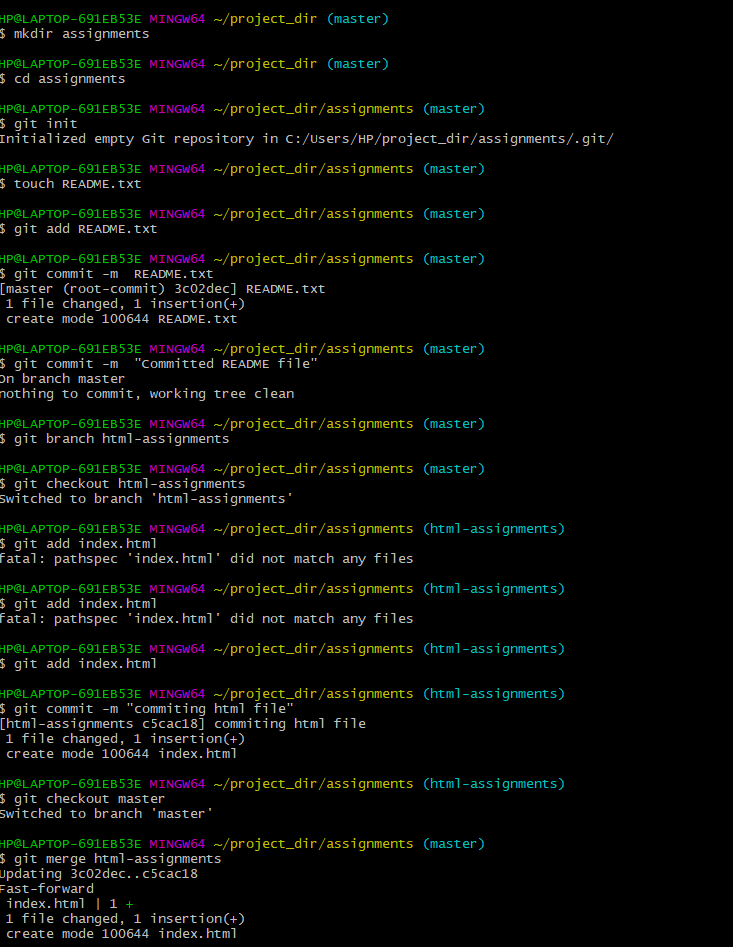 HP@LAPTOP-691EB53E MINGW64 ~/project_dir (master)
$ mkdir assignments
HP@LAPTOP-691EB53E MINGW64 ~/project_dir (master)
$ cd assignments
HP@LAPTOP-691EB53E MINGW64 ~/project_dir/assignments (master)
$ git init
Initialized empty Git repository in C:/Users/HP/project_dir/assignments/.git/
HP@LAPTOP-691EB53E MINGW64 ~/project_dir/assignments (master)
$ touch README.txt
HP@LAPTOP-691EB53E MINGW64 ~/project_dir/assignments (master)
$ git add README.txt
HP@LAPTOP-691EB53E MINGW64 ~/project_dir/assignments (master)
$ git commit -m  README.txt
[master (root-commit) 3c02dec] README.txt
 1 file changed, 1 insertion(+)
 create mode 100644 README.txt
HP@LAPTOP-691EB53E MINGW64 ~/project_dir/assignments (master)
$ git commit -m  "Committed README file"
On branch master
nothing to commit, working tree clean
HP@LAPTOP-691EB53E MINGW64 ~/project_dir/assignments (master)
$ git branch html-assignments
HP@LAPTOP-691EB53E MINGW64 ~/project_dir/assignments (master)
$ git checkout html-assignments
Switched to branch 'html-assignments'
HP@LAPTOP-691EB53E MINGW64 ~/project_dir/assignments (html-assignments)
$ git add index.html
fatal: pathspec 'index.html' did not match any files
HP@LAPTOP-691EB53E MINGW64 ~/project_dir/assignments (html-assignments)
$ git add index.html
fatal: pathspec 'index.html' did not match any files
HP@LAPTOP-691EB53E MINGW64 ~/project_dir/assignments (html-assignments)
$ git add index.html
HP@LAPTOP-691EB53E MINGW64 ~/project_dir/assignments (html-assignments)
$ git commit -m "commiting html file"
[html-assignments c5cac18] commiting html file
 1 file changed, 1 insertion(+)
 create mode 100644 index.html
HP@LAPTOP-691EB53E MINGW64 ~/project_dir/assignments (html-assignments)
$ git checkout master
Switched to branch 'master'
HP@LAPTOP-691EB53E MINGW64 ~/project_dir/assignments (master)
$ git merge html-assignments
Updating 3c02dec..c5cac18
Fast-forward
 index.html | 1 +
 1 file changed, 1 insertion(+)
 create mode 100644 index.html